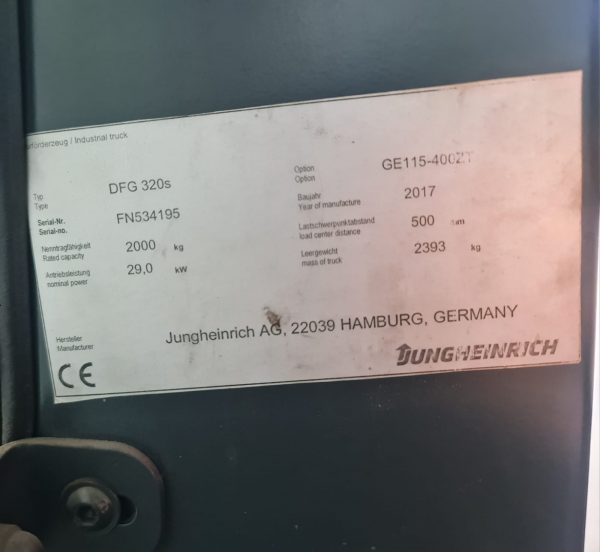 / Industrial truck
Typ
Type
DFG 320s
Option
Option
GE115-400ZT
Serial-Nr.
Serial-no.
FN534195
Baujahr
Year of manufacture
2017
Nenntragfähigkeit
Rated capacity
2000 kg
Lastschwerpunktabstand
load center distance
500 mm
Antriebsleistung
nominal power
29,0 kW
Leergewicht
mass of truck
2393 kg
Hersteller
Manufacturer
Jungheinrich AG, 22039 HAMBURG, GERMANY
CE
JUNGHEINRICH